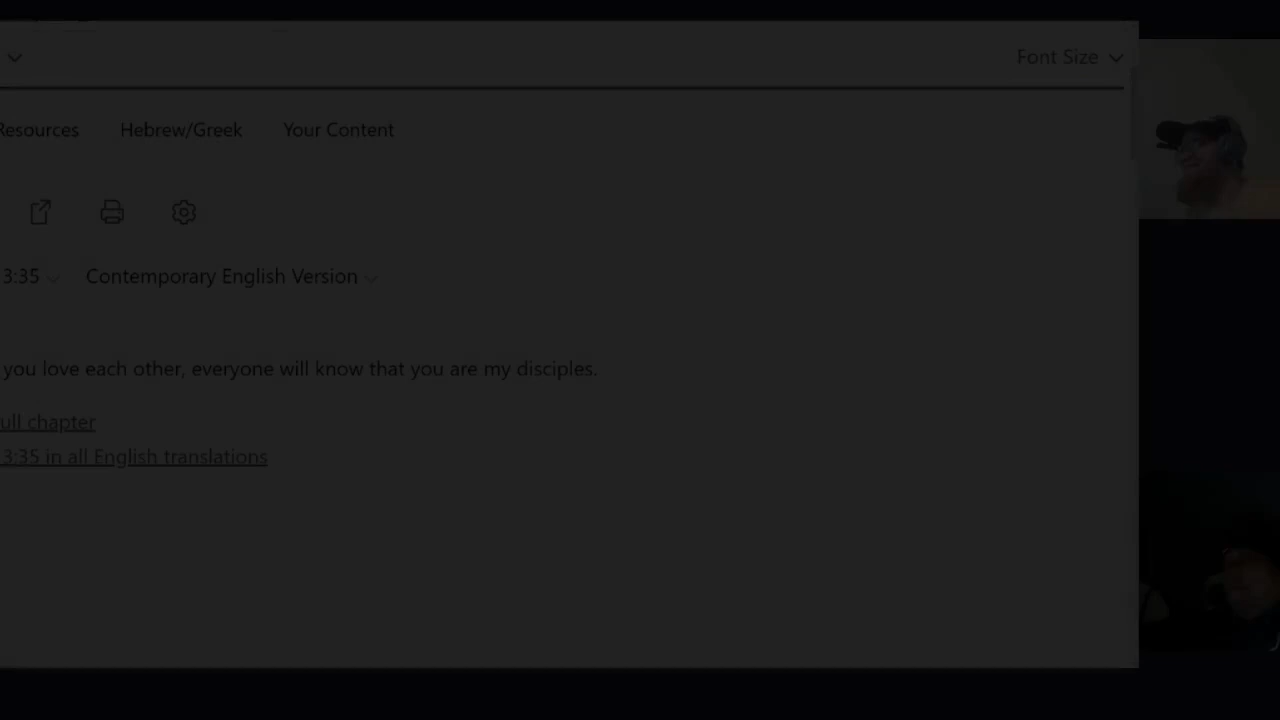 Font Size
Resources Hebrew/Greek Your Content
3:35 Contemporary English Version
you love each other, everyone will know that you are my disciples.
ull chapter
3:35 in all English translations